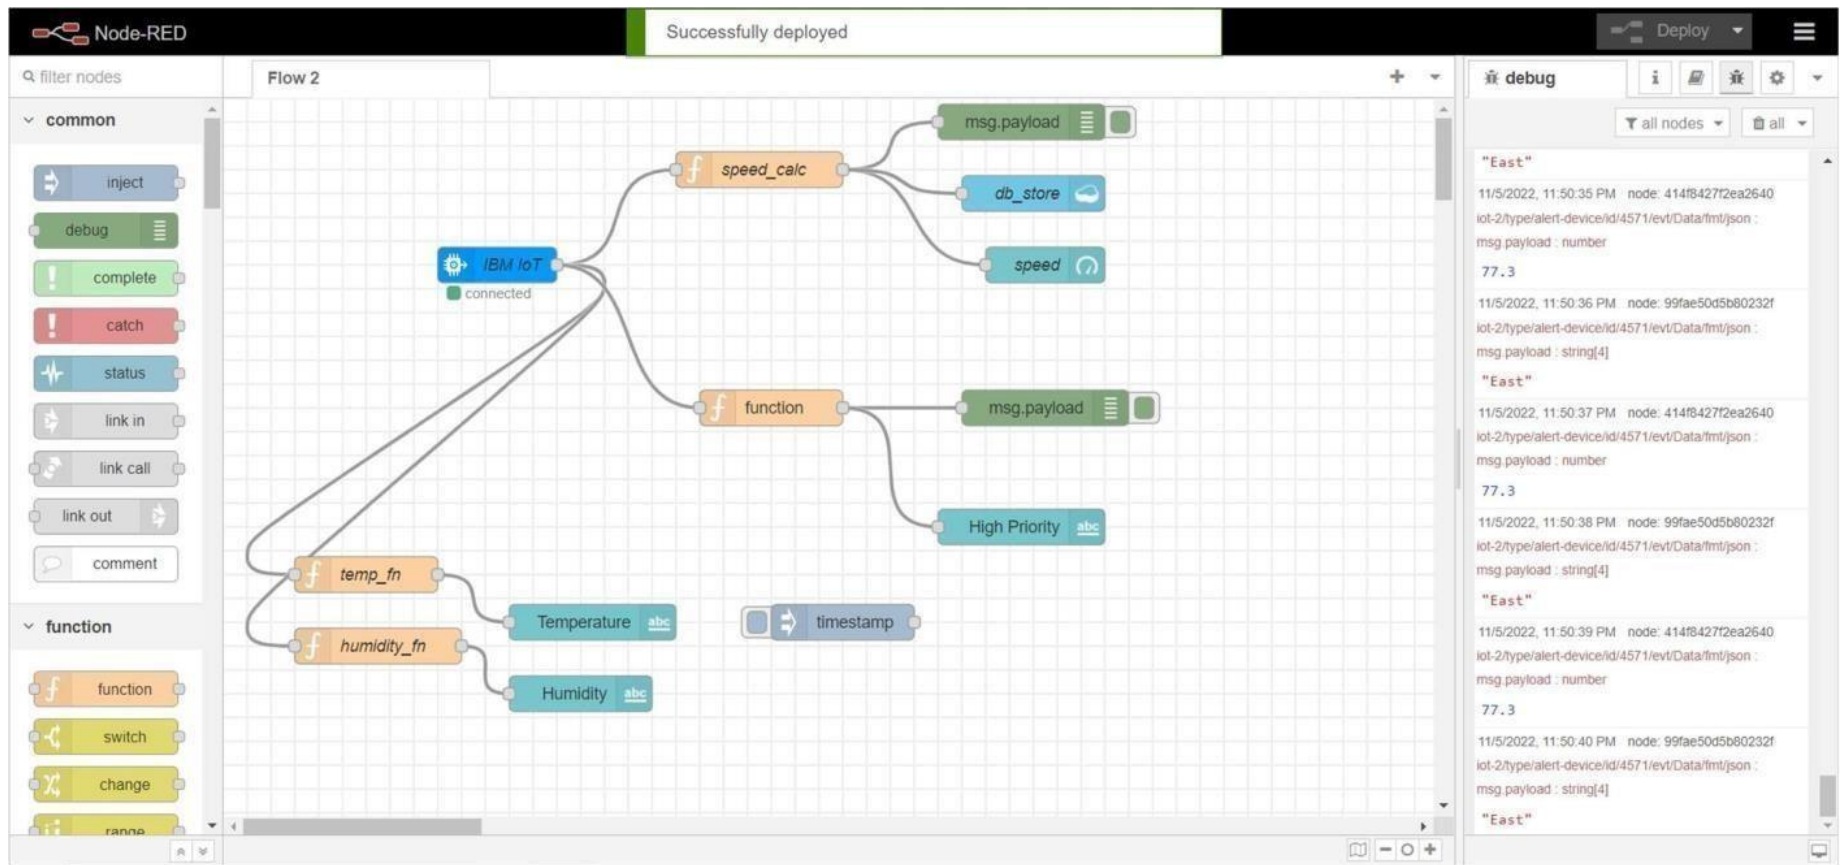 Node-RED
Successfully deployed
Deploy
filter nodes
Flow 2
debug
i
all nodes
all
common
inject
debug
complete
catch
status
link in
link call
link out
comment
function
function
switch
change
range
msg.payload
speed_calc
db_store
IBM IoT
connected
speed
function
msg.payload
High Priority
abc
temp_fn
Temperature
abc
timestamp
humidity_fn
Humidity
abc
"East"
11/5/2022, 11:50:35 PM node: 414f8427f2ea2640
iot-2/type/alert-device/id/4571/evt/Data/fmt/json :
msg.payload : number
77.3
11/5/2022, 11:50:36 PM node: 99fae50d5b80232f
iot-2/type/alert-device/id/4571/evt/Data/fmt/json :
msg.payload : string[4]
"East"
11/5/2022, 11:50:37 PM node: 414f8427f2ea2640
iot-2/type/alert-device/id/4571/evt/Data/fmt/json :
msg.payload : number
77.3
11/5/2022, 11:50:38 PM node: 99fae50d5b80232f
iot-2/type/alert-device/id/4571/evt/Data/fmt/json :
msg.payload : string[4]
"East"
11/5/2022, 11:50:39 PM node: 414f8427f2ea2640
iot-2/type/alert-device/id/4571/evt/Data/fmt/json :
msg.payload : number
77.3
11/5/2022, 11:50:40 PM node: 99fae50d5b80232f
iot-2/type/alert-device/id/4571/evt/Data/fmt/json :
msg.payload : string[4]
"East"